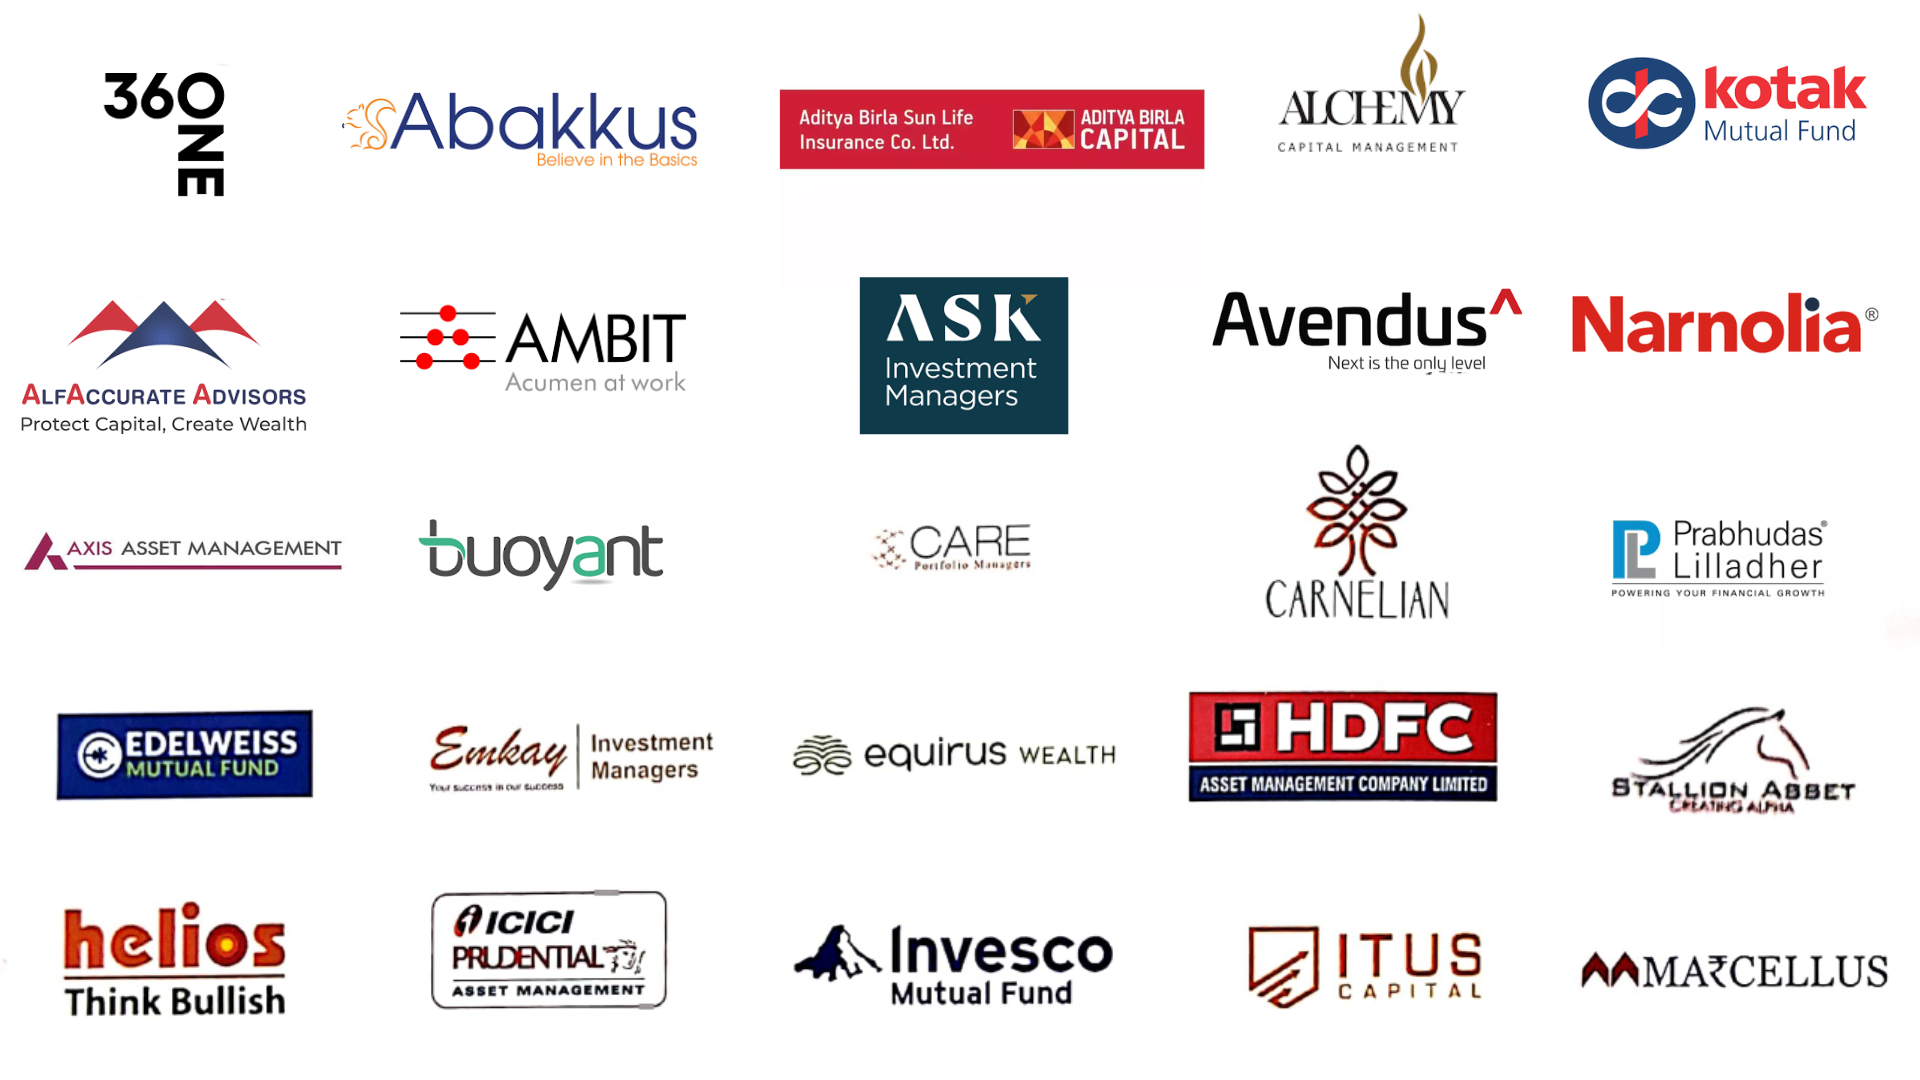 360
ONE
Abakkus
Believe in the Basics
Aditya Birla Sun Life
Insurance Co. Ltd.
ADITYA BIRLA
CAPITAL
ALCHEMY
CAPITAL MANAGEMENT
kotak
Mutual Fund
ALFACCURATE ADVISORS
Protect Capital, Create Wealth
AMBIT
Acumen at work
ASK
Investment
Managers
Avendus^
Next is the only level
Narnolia®
AXIS ASSET MANAGEMENT
buoyant
CARE
Portfolio Managers
CARNELIAN
PL
Prabhudas®
Lilladher
POWERING YOUR FINANCIAL GROWTH
EDELWEISS
MUTUAL FUND
Emkay
Your success is our success
Investment
Managers
equirus WEALTH
HDFC
ASSET MANAGEMENT COMPANY LIMITED
STALLION ASSET
CREATING ALPHA
helios
Think Bullish
ICICI
PRUDENTIAL
ASSET MANAGEMENT
Invesco
Mutual Fund
ITUS
CAPITAL
MA₹CELLUS